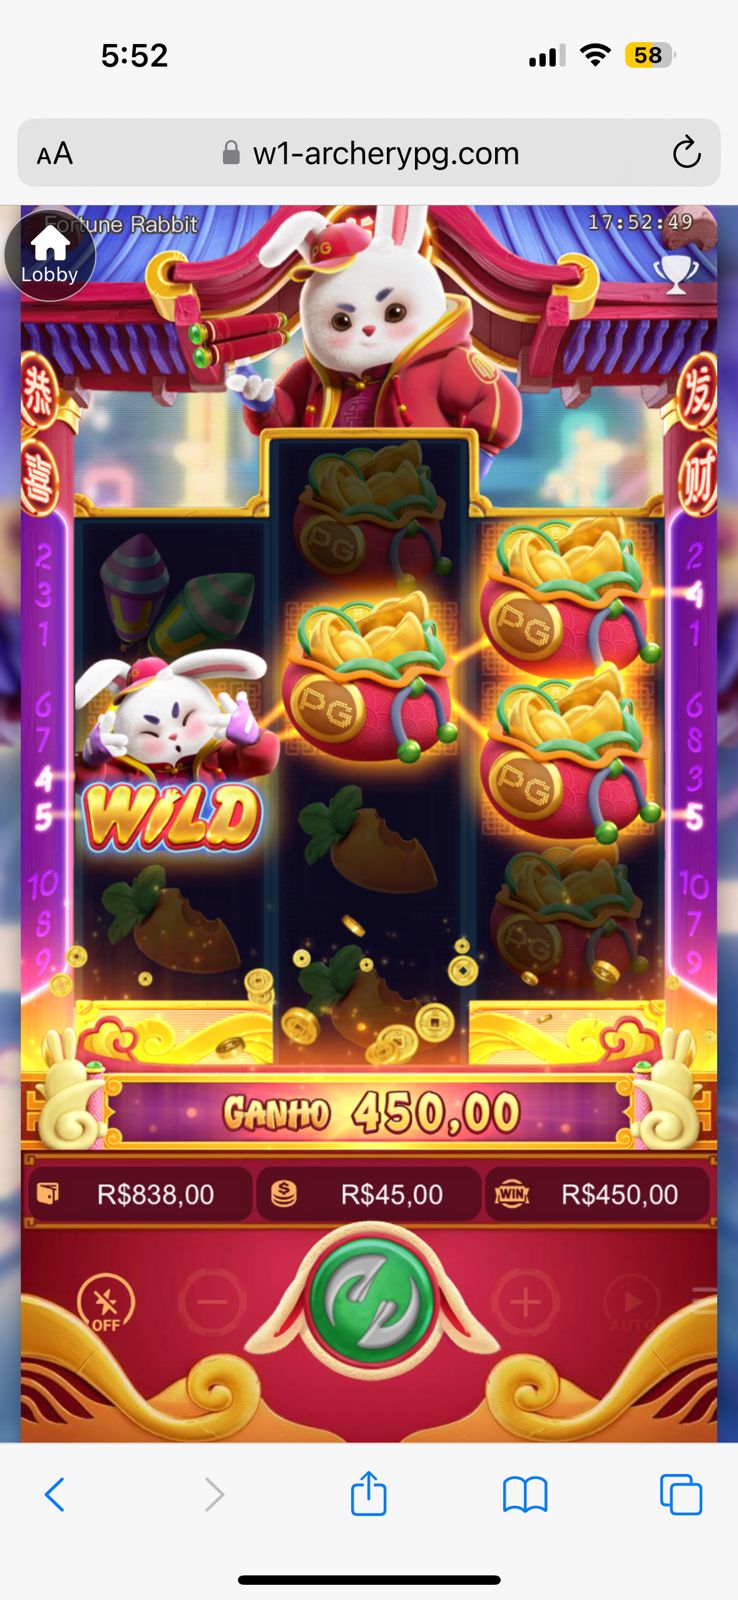 5:52
58
AA w1-archerypg.com
Fortune Rabbit 17:52:49
Lobby
PG
恭 发
喜 财
PG
PG
2 2
3 4
1 1
PG
6 6
7 8
4 3
5 5
PG
WILD
10 10
8 7
9 9
PG
GANHO 450,00
R$838,00 R$45,00 WIN R$450,00
OFF AUTO